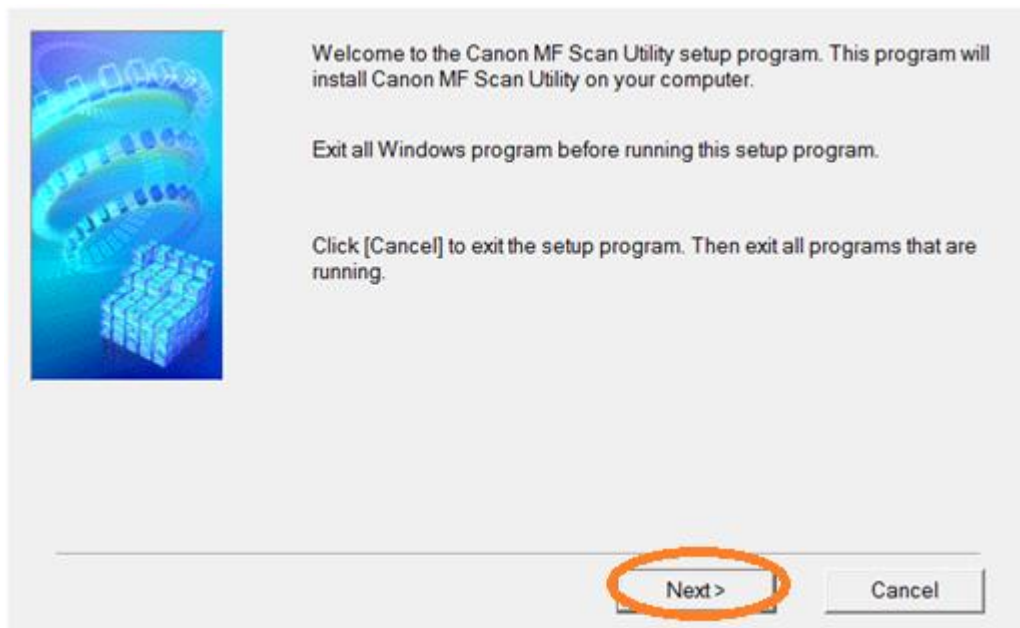 Welcome to the Canon MF Scan Utility setup program. This program will
install Canon MF Scan Utility on your computer.
Exit all Windows program before running this setup program.
Click [Cancel] to exit the setup program. Then exit all programs that are
running.
Next >
Cancel